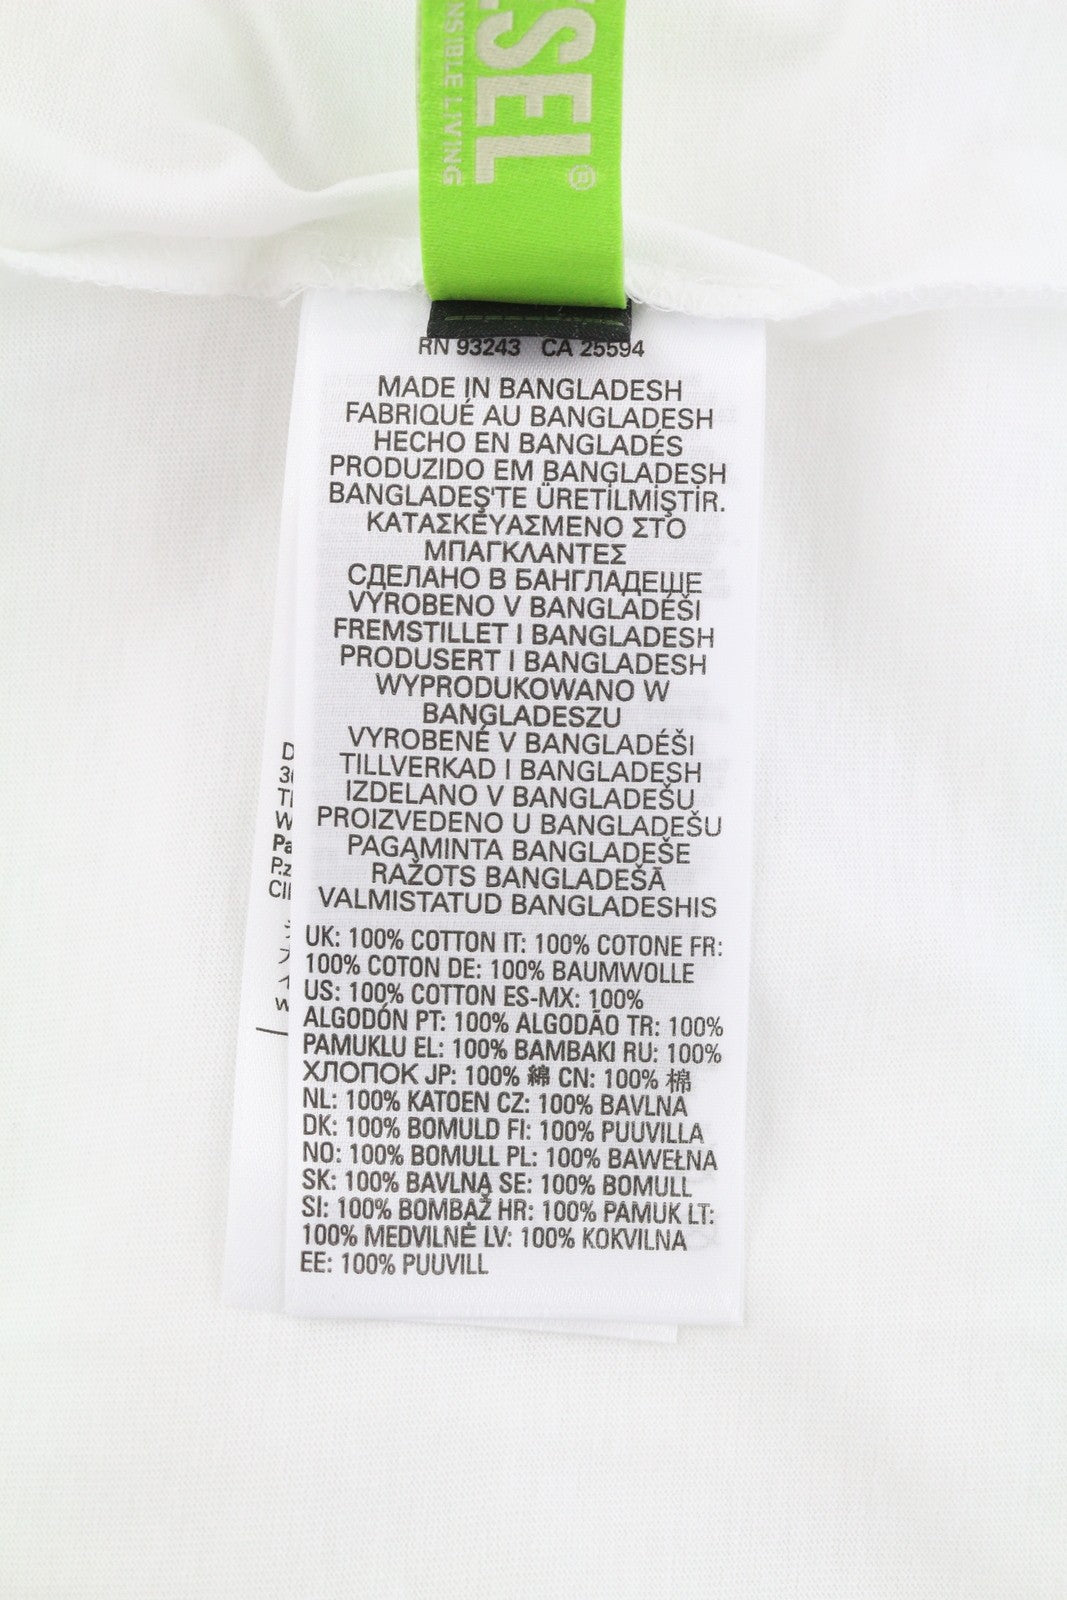 SEL®
LIVING
RN 93243 CA 25594
MADE IN BANGLADESH
FABRIQUÉ AU BANGLADESH
HECHO EN BANGLADÉS
PRODUZIDO EM BANGLADESH
BANGLADEŞ'TE ÜRETİLMİŞTİR.
ΚΑΤΑΣΚΕΥΑΣΜΕΝΟ ΣΤΟ
ΜΠΑΓΚΛΑΝΤΕΣ
СДЕЛАНО В БАНГЛАДЕШЕ
VYROBENO V BANGLADÉŠI
FREMSTILLET I BANGLADESH
PRODUSERT I BANGLADESH
WYPRODUKOWANO W
BANGLADESZU
VYROBENÉ V BANGLADÉŠI
TILLVERKAD I BANGLADESH
IZDELANO V BANGLADEŠU
PROIZVEDENO U BANGLADEŠU
PAGAMINTA BANGLADEŠE
RAŽOTS BANGLADEŠĀ
VALMISTATUD BANGLADESHIS
UK: 100% COTTON IT: 100% COTONE FR:
100% COTON DE: 100% BAUMWOLLE
US: 100% COTTON ES-MX: 100%
ALGODÓN PT: 100% ALGODÃO TR: 100%
PAMUKLU EL: 100% ΒΑΜΒΑΚΙ RU: 100%
ХЛОПОК JP: 100% 綿 CN: 100% 棉
NL: 100% KATOEN CZ: 100% BAVLNA
DK: 100% BOMULD FI: 100% PUUVILLA
NO: 100% BOMULL PL: 100% BAWEŁNA
SK: 100% BAVLNA SE: 100% BOMULL
SI: 100% BOMBAŽ HR: 100% PAMUK LT:
100% MEDVILNĖ LV: 100% KOKVILNA
EE: 100% PUUVILL